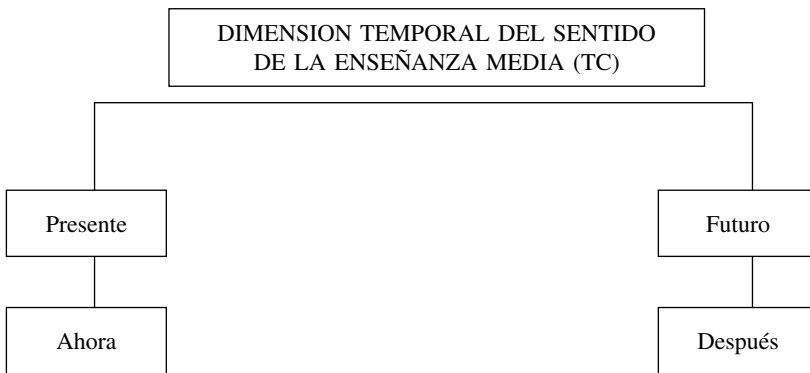 DIMENSION TEMPORAL DEL SENTIDO
DE LA ENSEÑANZA MEDIA (TC)
Presente
Futuro
Ahora
Después